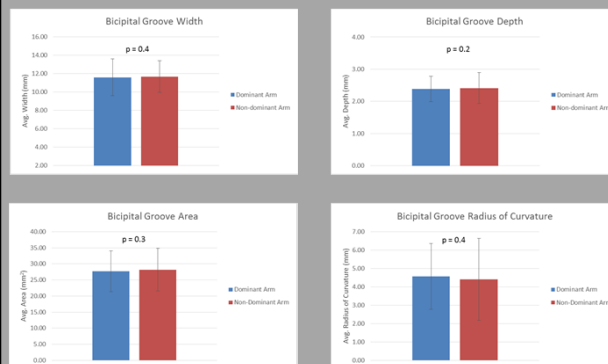 Bicipital Groove Width
16.00
14.00
12.00
10.00
8.00
6.00
4.00
2.00
Avg. Width (mm)
p = 0.4
Dominant Arm
Non-dominant Arm
Bicipital Groove Depth
4.00
3.00
2.00
1.00
0.00
Avg. Depth (mm)
p = 0.2
Dominant Arm
Non-dominant Arm
Bicipital Groove Area
40.00
35.00
30.00
25.00
20.00
15.00
10.00
5.00
0.00
Avg. Area (mm²)
p = 0.3
Dominant Arm
Non-Dominant Arm
Bicipital Groove Radius of Curvature
7.00
6.00
5.00
4.00
3.00
2.00
1.00
0.00
Avg. Radius of Curvature (mm)
p = 0.4
Dominant Arm
Non-Dominant Arm